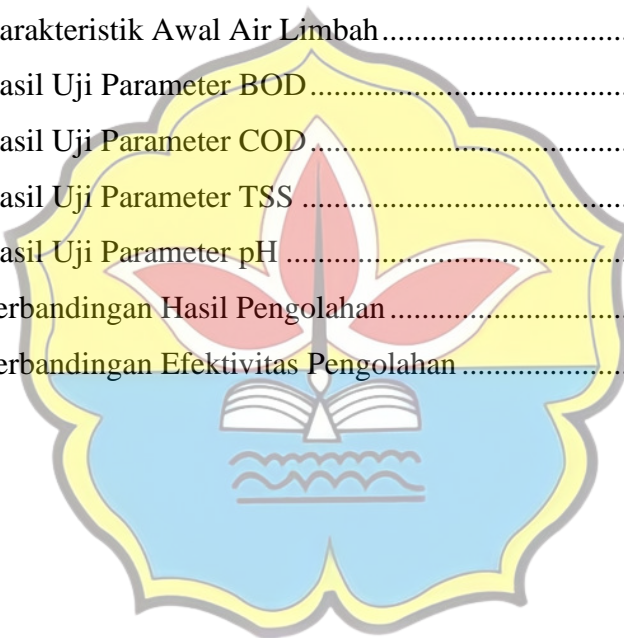 arakteristik Awal Air Limbah.......................................
asil Uji Parameter BOD.......................................
asil Uji Parameter COD.......................................
asil Uji Parameter TSS .......................................
asil Uji Parameter pH .......................................
erbandingan Hasil Pengolahan.......................................
erbandingan Efektivitas Pengolahan.......................................